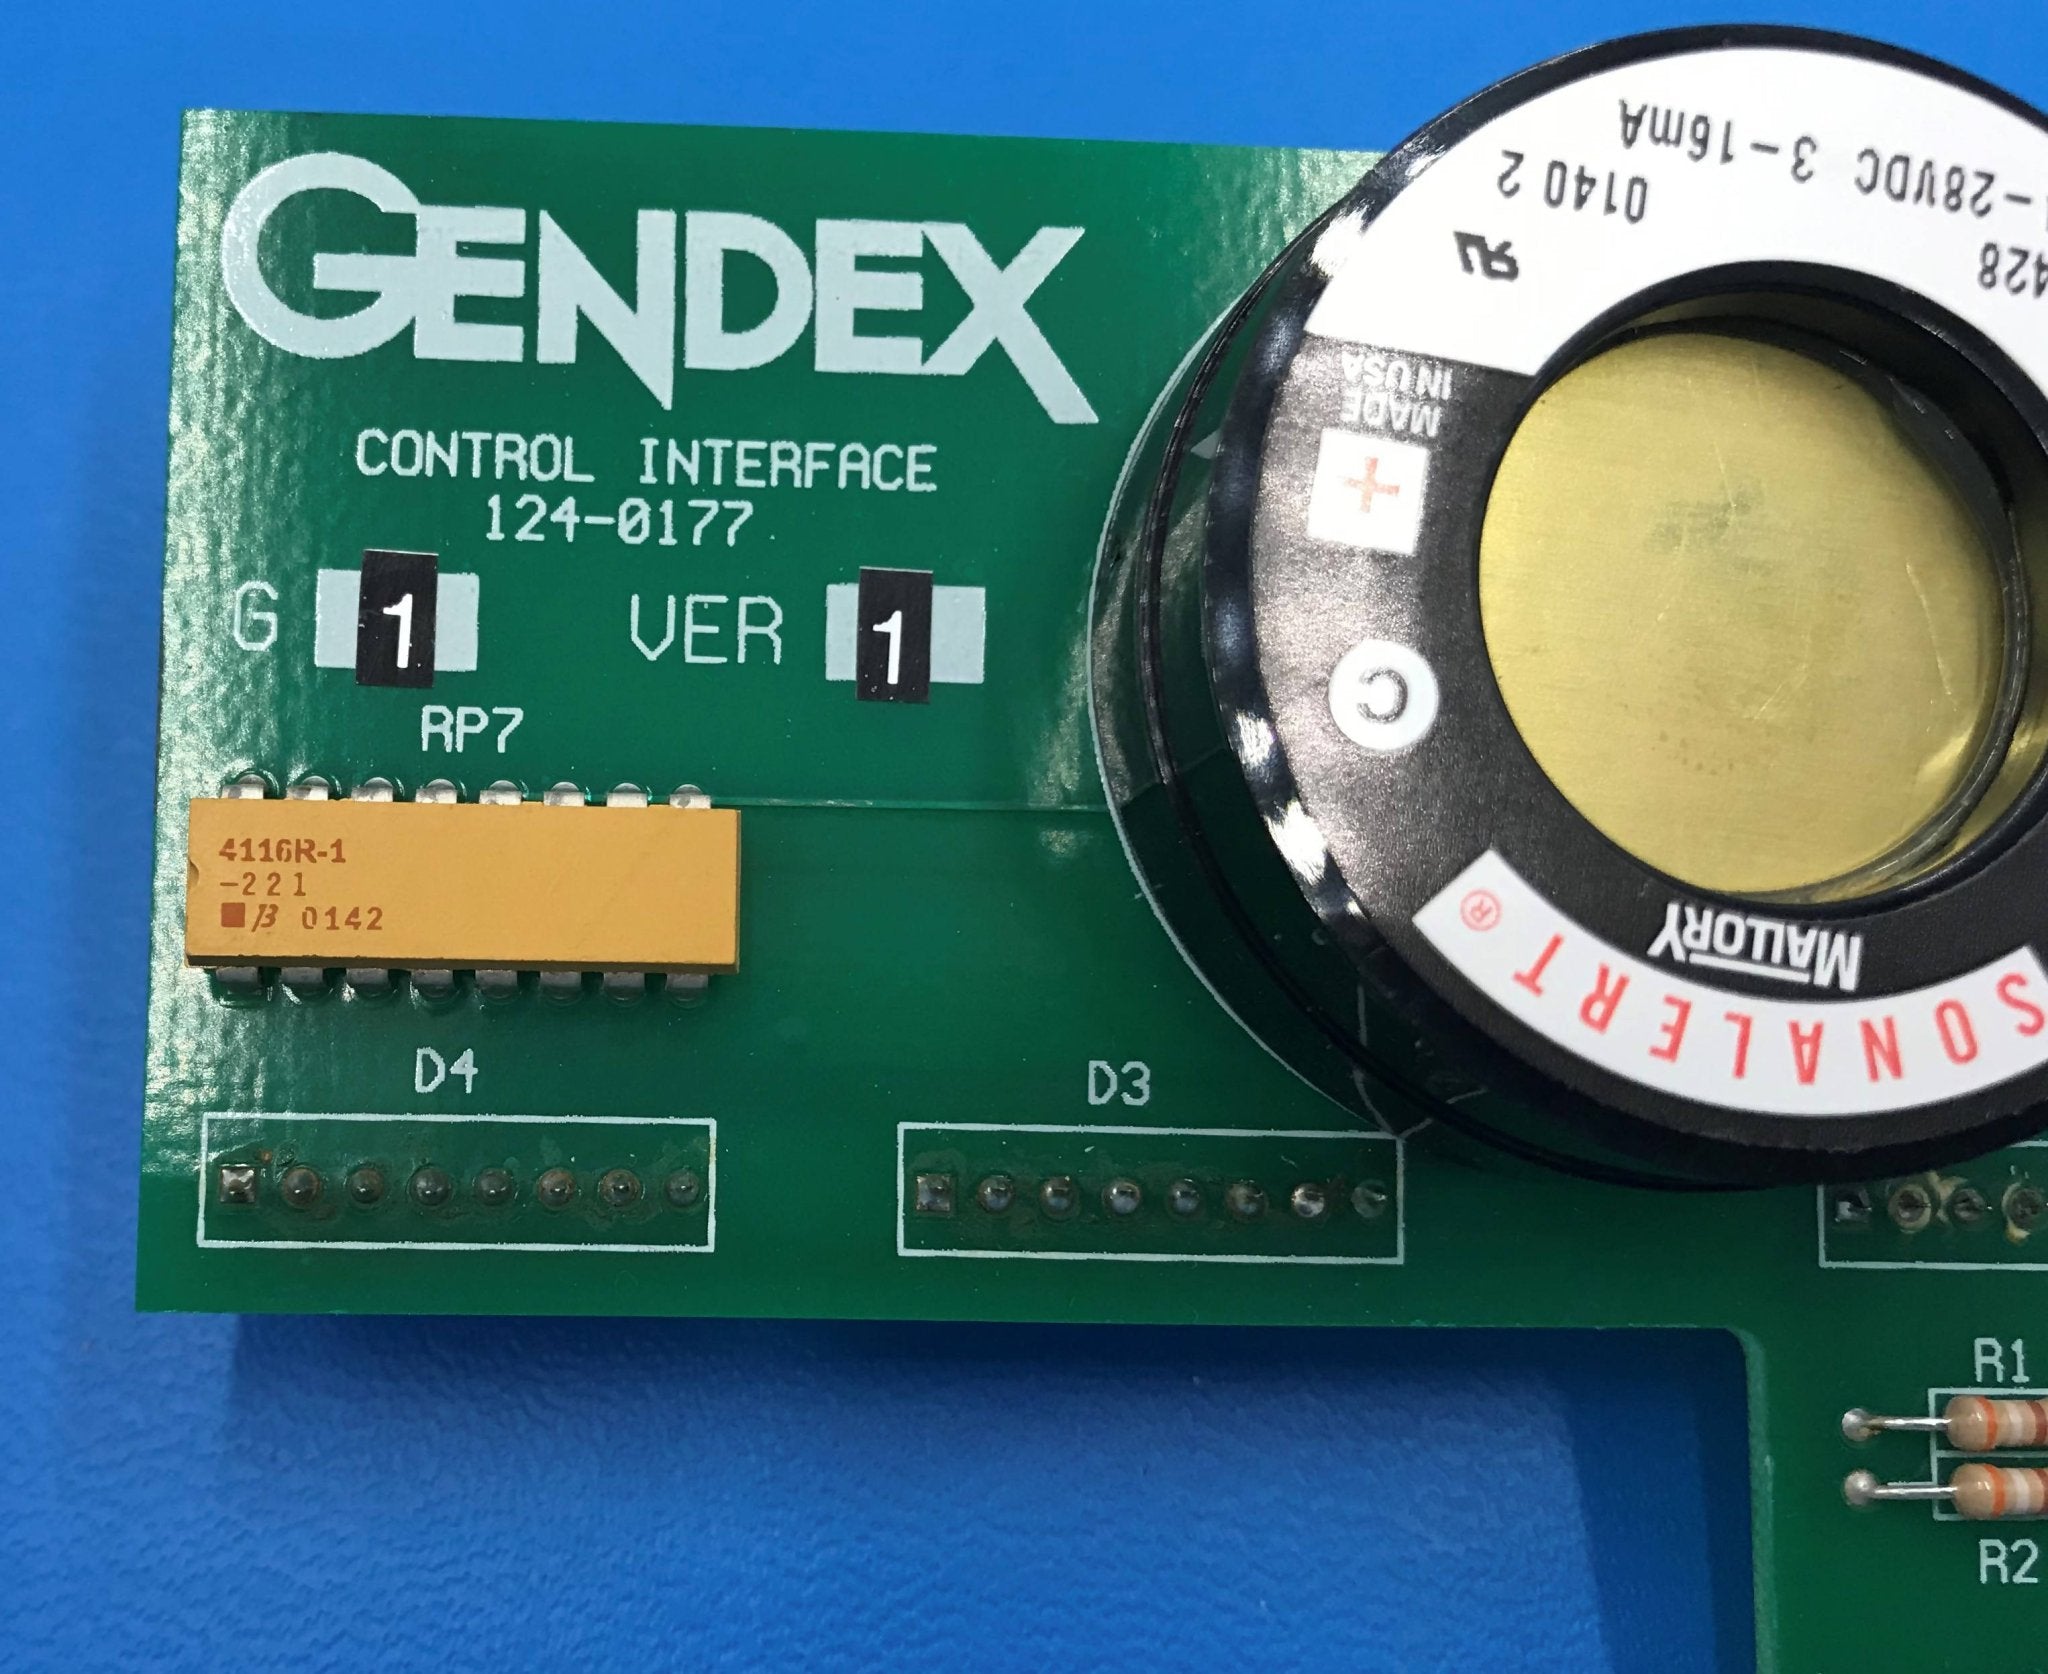 GENDEX
CONTROL INTERFACE
124-0177
G 1 VER 1
RP7
4116R-1
-221
β 0142
D4
D3
428
-28VDC 3-16mA
0140 2
MADE
IN USA
+
C
MALLORY
SONALERT®
R1
R2